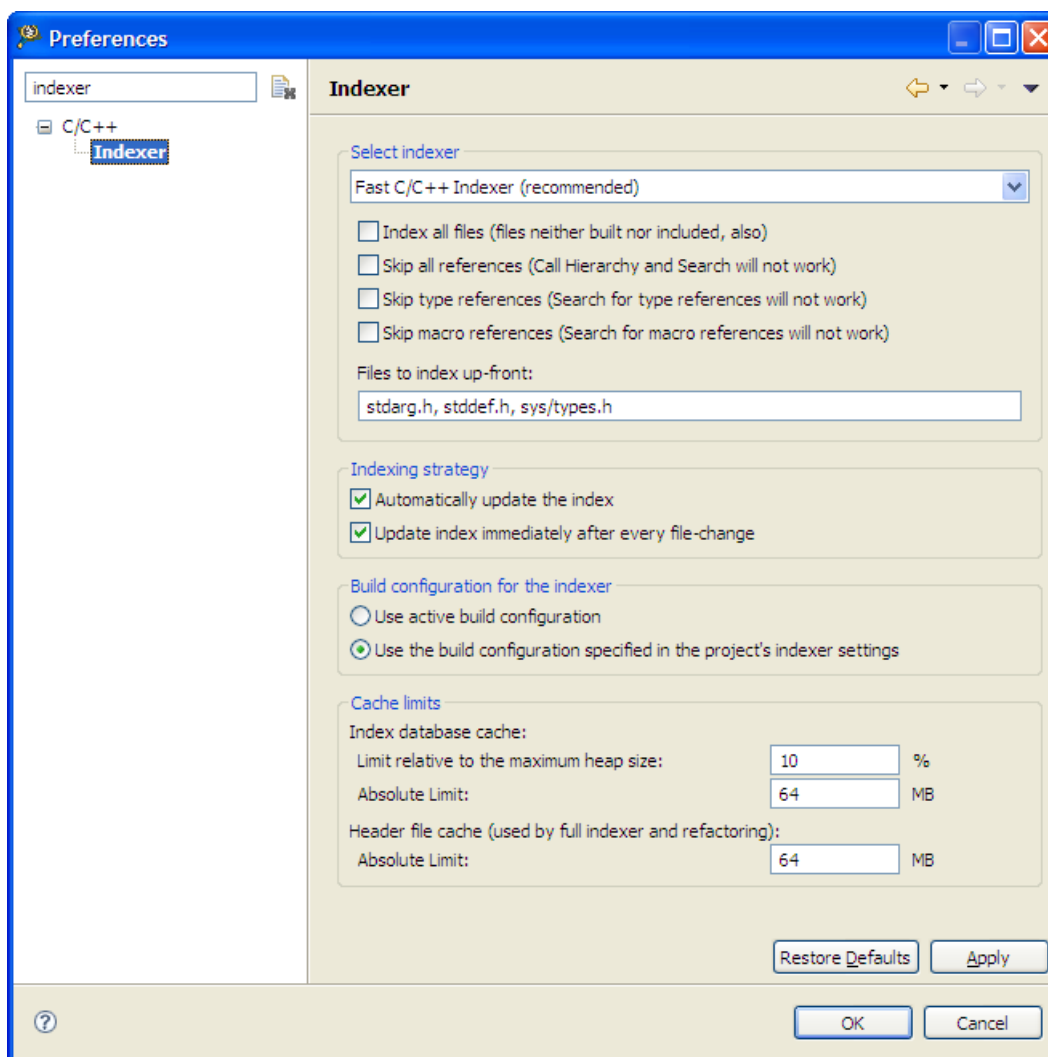 Preferences
indexer
Indexer
C/C++
Indexer
Select indexer
Fast C/C++ Indexer (recommended)
Index all files (files neither built nor included, also)
Skip all references (Call Hierarchy and Search will not work)
Skip type references (Search for type references will not work)
Skip macro references (Search for macro references will not work)
Files to index up-front:
stdarg.h, stddef.h, sys/types.h
Indexing strategy
Automatically update the index
Update index immediately after every file-change
Build configuration for the indexer
Use active build configuration
Use the build configuration specified in the project's indexer settings
Cache limits
Index database cache:
Limit relative to the maximum heap size: 10 %
Absolute Limit: 64 MB
Header file cache (used by full indexer and refactoring):
Absolute Limit: 64 MB
Restore Defaults Apply
? OK Cancel